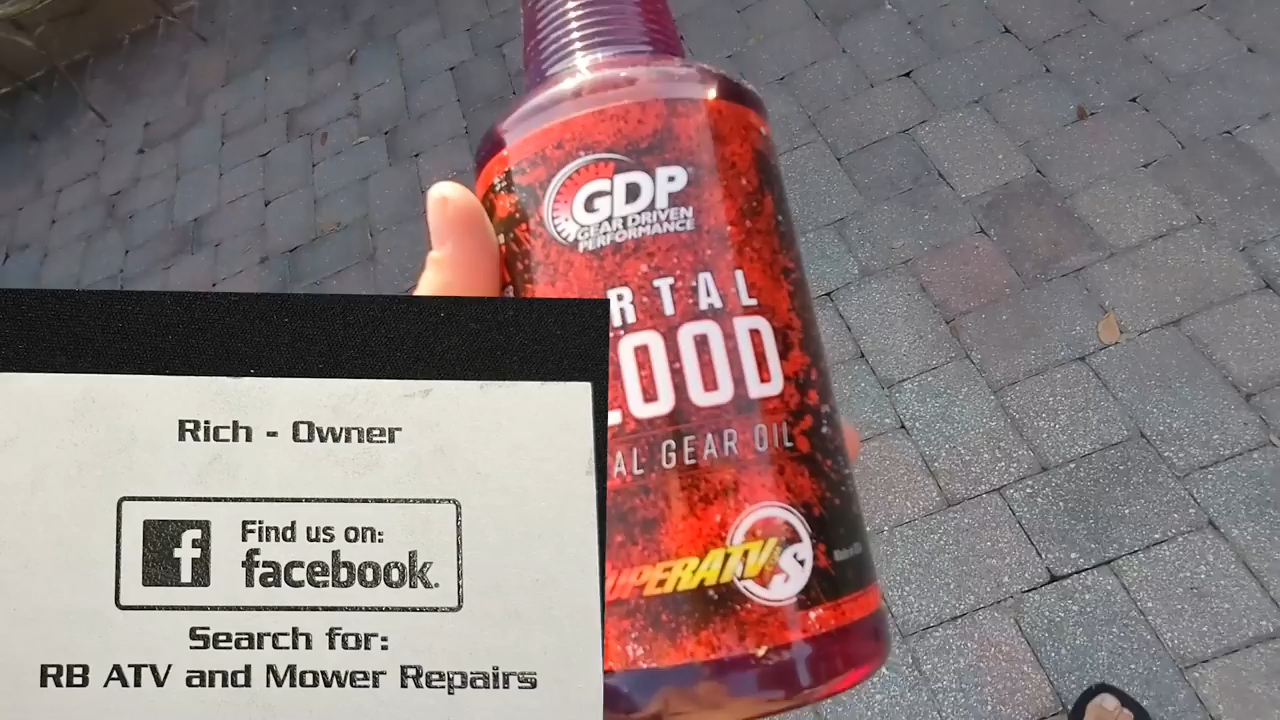 GDP
GEAR DRIVEN
PERFORMANCE
RTAL
LOOD
AL GEAR OIL
UPERATV
S
Rich - Owner
f Find us on:
facebook.
Search for:
RB ATV and Mower Repairs